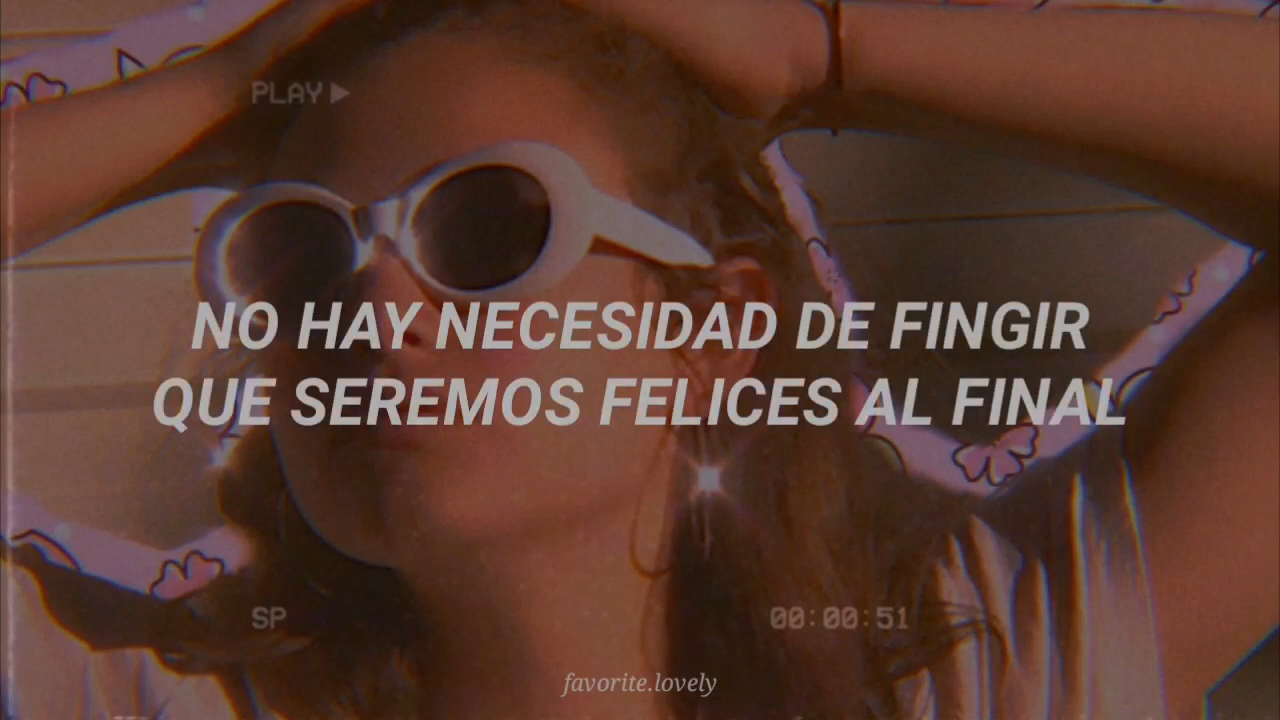 PLAY
NO HAY NECESIDAD DE FINGIR
QUE SEREMOS FELICES AL FINAL
SP
00:00:51
favorite.lovely